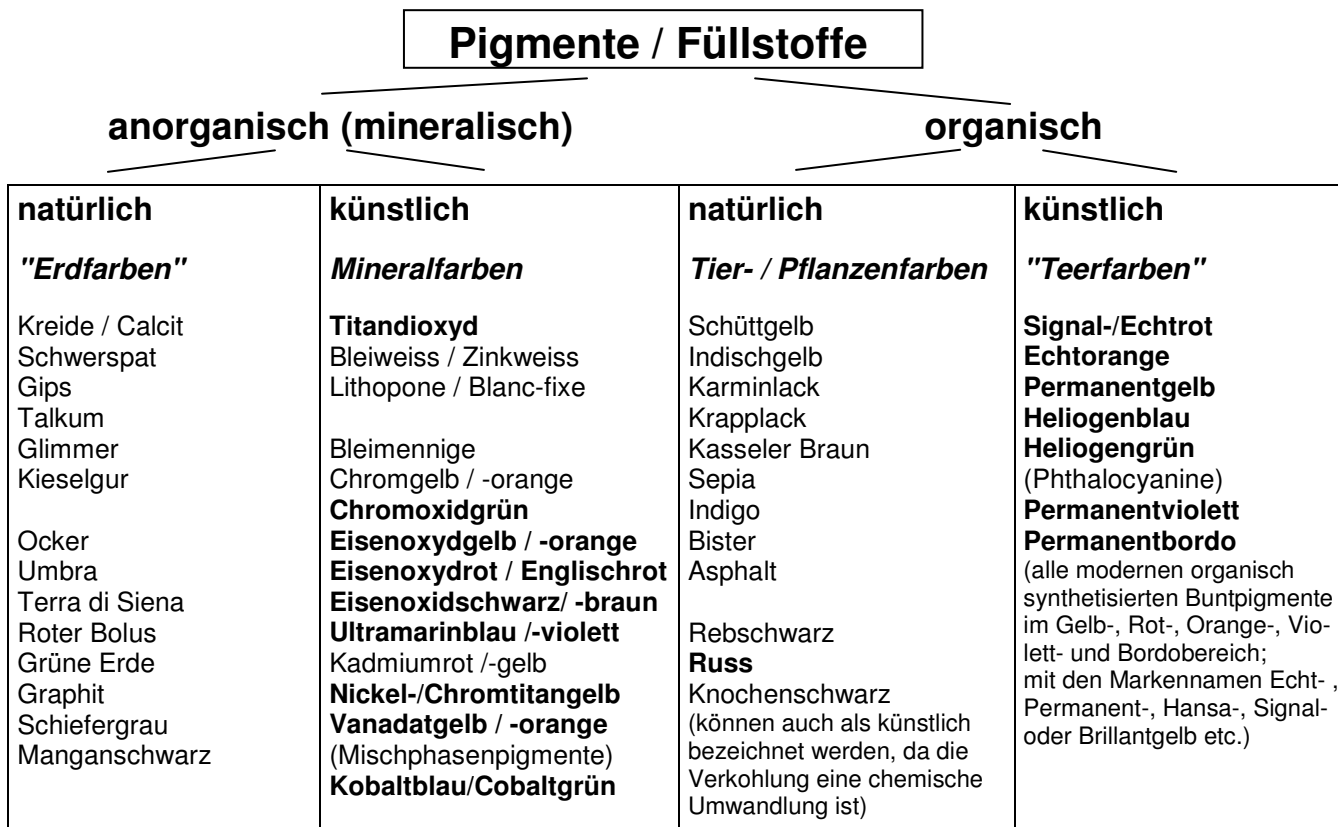 Pigmente / Füllstoffe
anorganisch (mineralisch)
organisch
natürlich
"Erdfarben"
Kreide / Calcit
Schwerspat
Gips
Talkum
Glimmer
Kieselgur
Ocker
Umbra
Terra di Siena
Roter Bolus
Grüne Erde
Graphit
Schiefergrau
Manganschwarz
künstlich
Mineralfarben
Titandioxyd
Bleiweiss / Zinkweiss
Lithopone / Blanc-fixe
Bleimennige
Chromgelb / -orange
Chromoxidgrün
Eisenoxydgelb / -orange
Eisenoxydrot / Englischrot
Eisenoxidschwarz/ -braun
Ultramarinblau /-violett
Kadmiumrot /-gelb
Nickel-/Chromtitangelb
Vanadatgelb / -orange
(Mischphasenpigmente)
Kobaltblau/Cobaltgrün
natürlich
Tier- / Pflanzenfarben
Schüttgelb
Indischgelb
Karminlack
Krapplack
Kasseler Braun
Sepia
Indigo
Bister
Asphalt
Rebschwarz
Russ
Knochenschwarz
(können auch als künstlich
bezeichnet werden, da die
Verkohlung eine chemische
Umwandlung ist)
künstlich
"Teerfarben"
Signal-/Echtrot
Echtorange
Permanentgelb
Heliogenblau
Heliogengrün
(Phthalocyanine)
Permanentviolett
Permanentbordo
(alle modernen organisch
synthetisierten Buntpigmente
im Gelb-, Rot-, Orange-, Vio-
lett- und Bordobereich;
mit den Markennamen Echt- ,
Permanent-, Hansa-, Signal-
oder Brillantgelb etc.)